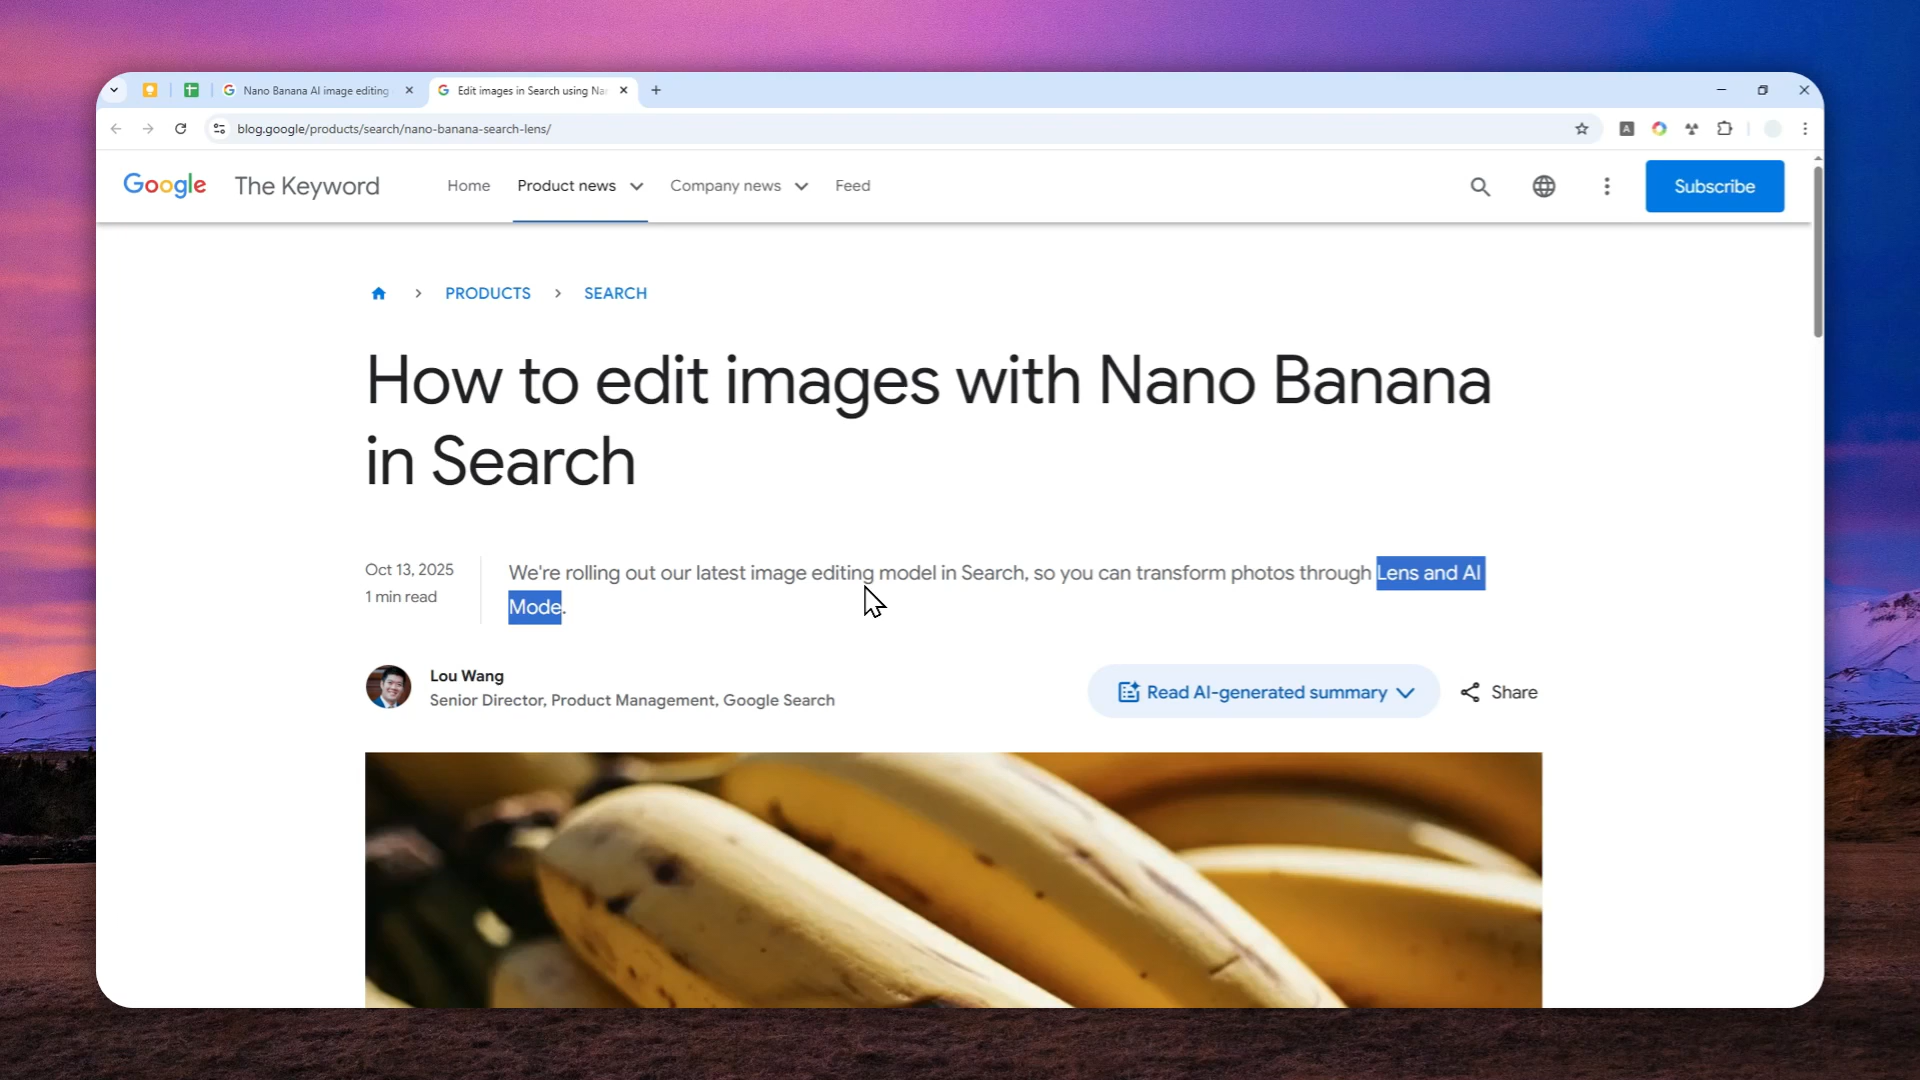 Nano Banana AI image editing
Edit images in Search using Na
blog.google/products/search/nano-banana-search-lens/
A
Google The Keyword
Home
Product news
Company news
Feed
Subscribe
PRODUCTS
SEARCH
How to edit images with Nano Banana
in Search
Oct 13, 2025
1 min read
We're rolling out our latest image editing model in Search, so you can transform photos through Lens and AI
Mode.
Lou Wang
Senior Director, Product Management, Google Search
Read AI-generated summary
Share